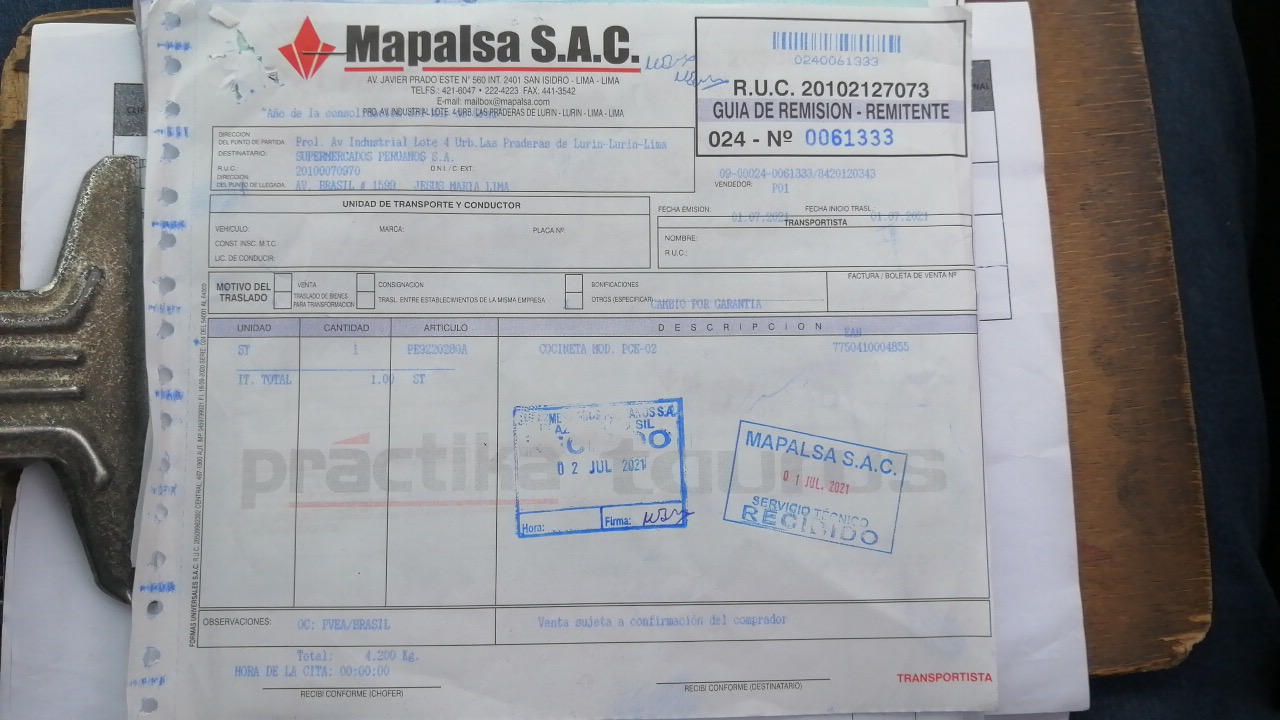 Mapalsa S.A.C.
AV. JAVIER PRADO ESTE N° 560 INT. 2401 SAN ISIDRO - LIMA - LIMA
TELFS.: 421-6047 • 222-4223 FAX: 441-3542
E-mail: mailbox@mapalsa.com
PRO. AV. INDUSTRIAL LOTE. 4 URB. LAS PRADERAS DE LURIN - LURIN - LIMA
"Año de la
0240061333
R.U.C. 20102127073
GUIA DE REMISION - REMITENTE
024 - Nº 0061333
DIRECCION DEL PUNTO DE PARTIDA: Prol. Av Industrial Lote 4 Urb.Las Praderas de Lurin-Lurin-Lima
DESTINATARIO: SUPERMERCADOS PERUANOS S.A.
R.U.C. 20100070970 D.N.I. / C. EXT.
DIRECCION DEL PUNTO DE LLEGADA: AV. BRASIL # 1599 JESUS MARIA LIMA
09-00024-0061333/8420120343
VENDEDOR: P01
UNIDAD DE TRANSPORTE Y CONDUCTOR
VEHICULO: MARCA: PLACA Nº
CONST INSC. M.T.C.
LIC. DE CONDUCIR:
FECHA EMISION: 01.07.2021 FECHA INICIO TRASL.: 01.07.2021
TRANSPORTISTA
NOMBRE:
R.U.C.:
MOTIVO DEL TRASLADO
VENTA CONSIGNACION BONIFICACIONES
TRASLADO DE BIENES PARA TRANSFORMACION TRASL ENTRE ESTABLECIMIENTOS DE LA MISMA EMPRESA X OTROS (ESPECIFICAR) CAMBIO POR GARANTIA
FACTURA / BOLETA DE VENTA Nº
UNIDAD CANTIDAD ARTICULO DESCRIPCION
EAN
ST 1 PE9Z20280A COCINETA MOD. PCE-02 7750410004855
IT. TOTAL 1.00 ST
práctika taurus
S.A.
02 JUL 2021
Hora: Firma:
MAPALSA S.A.C.
01 JUL. 2021
SERVICIO TÉCNICO
RECIBIDO
OBSERVACIONES: OC: PVEA/BRASIL Venta sujeta a confirmación del comprador
Total: 4.200 Kg.
HORA DE LA CITA: 00:00:00
RECIBI CONFORME (CHOFER) RECIBI CONFORME (DESTINATARIO)
TRANSPORTISTA